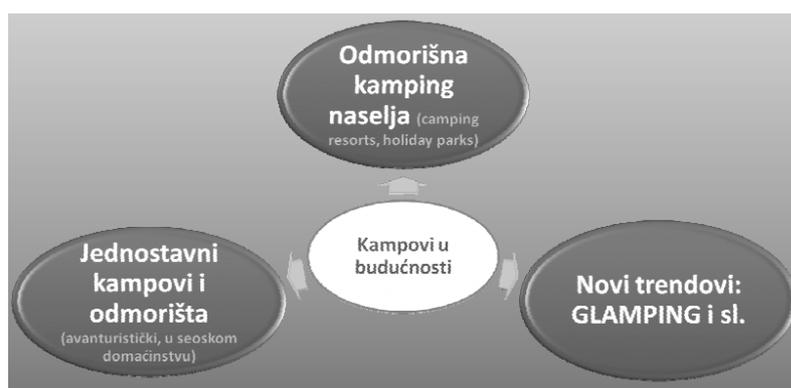 Odmorišna
kamping
naselja (camping
resorts, holiday parks)
Kampovi u
budućnosti
Jednostavni
kampovi i
odmorišta
(avanturistički, u seoskom
domaćinstvu)
Novi trendovi:
GLAMPING i sl.